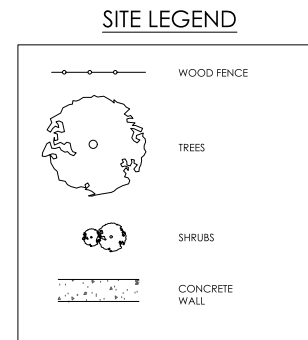 SITE LEGEND
WOOD FENCE
TREES
SHRUBS
CONCRETE
WALL